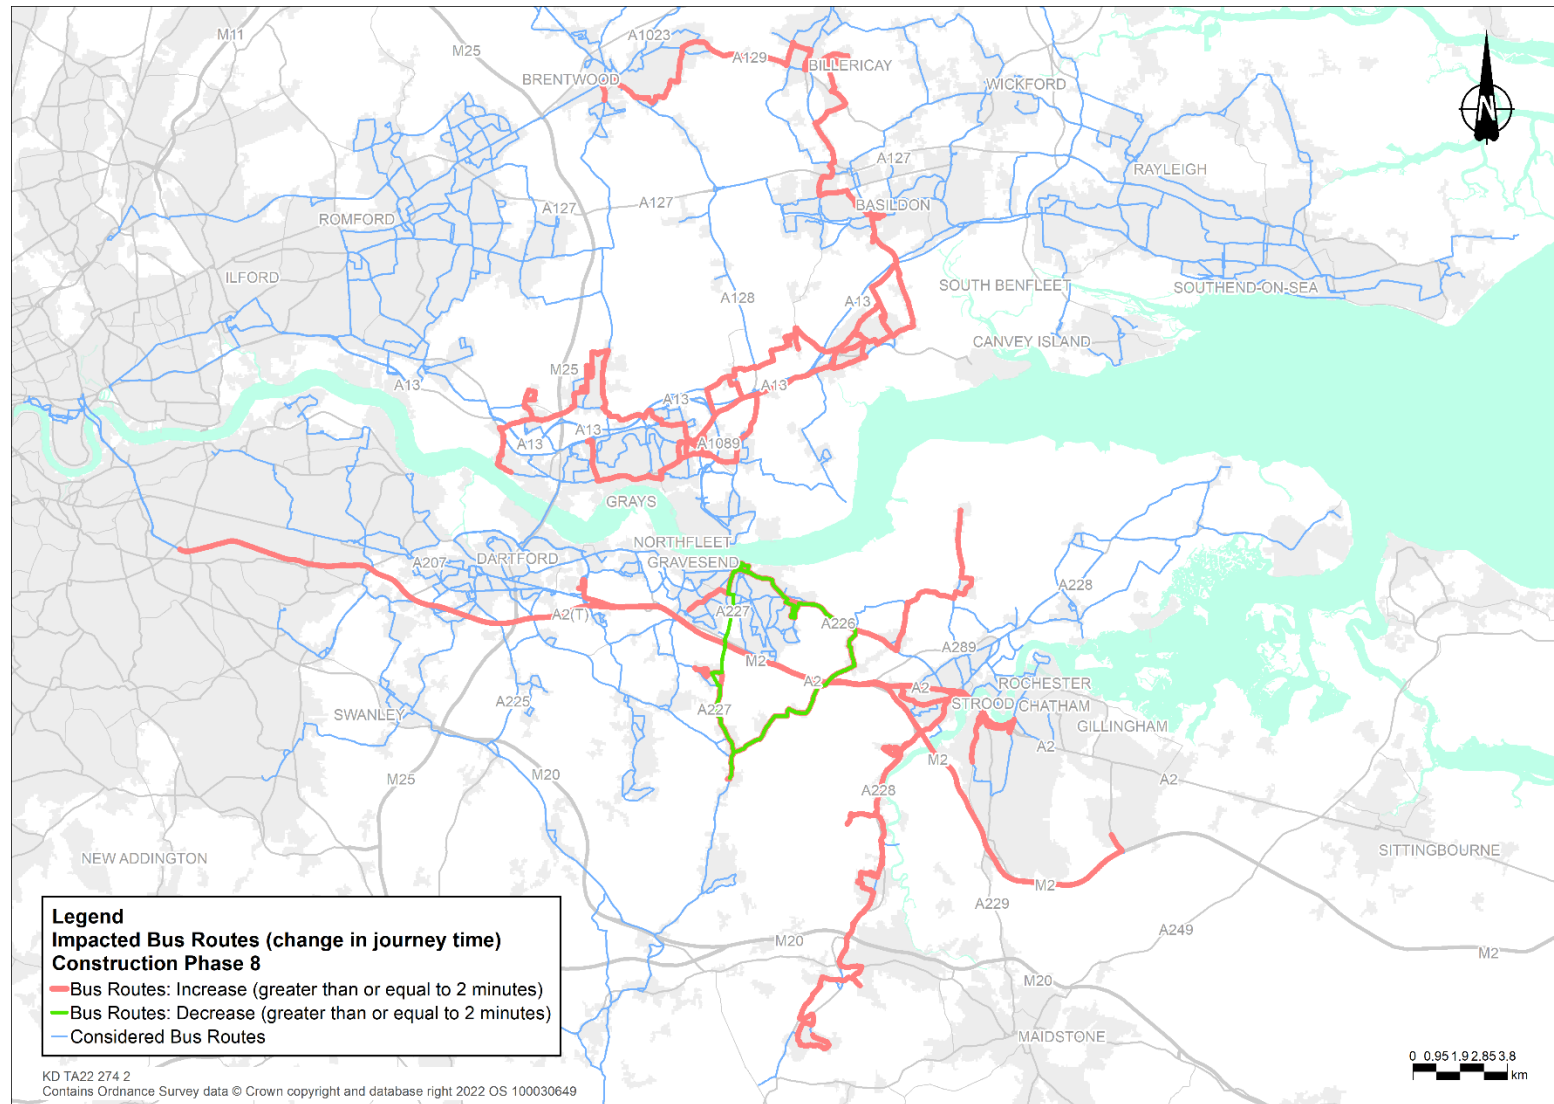 M11
M25
A1023
A129
BRENTWOOD
BILLERICAY
WICKFORD
N
A127
RAYLEIGH
ROMFORD
A127
A127
BASILDON
ILFORD
A128
A13
SOUTH BENFLEET
SOUTHEND-ON-SEA
CANVEY ISLAND
M25
A13
A13
A13
A13
A13
A1089
GRAYS
NORTHFLEET
GRAVESEND
A207
DARTFORD
A228
A2(T)
A227
A226
A289
M2
A2
A2
ROCHESTER
STROOD
CHATHAM
GILLINGHAM
SWANLEY
A225
A227
A2
M25
M20
M2
A2
A228
NEW ADDINGTON
SITTINGBOURNE
M2
A229
A249
M20
M2
M20
MAIDSTONE
Legend
Impacted Bus Routes (change in journey time)
Construction Phase 8
Bus Routes: Increase (greater than or equal to 2 minutes)
Bus Routes: Decrease (greater than or equal to 2 minutes)
Considered Bus Routes
0 0.95 1.9 2.85 3.8
km
KD TA22 274 2
Contains Ordnance Survey data © Crown copyright and database right 2022 OS 100030649